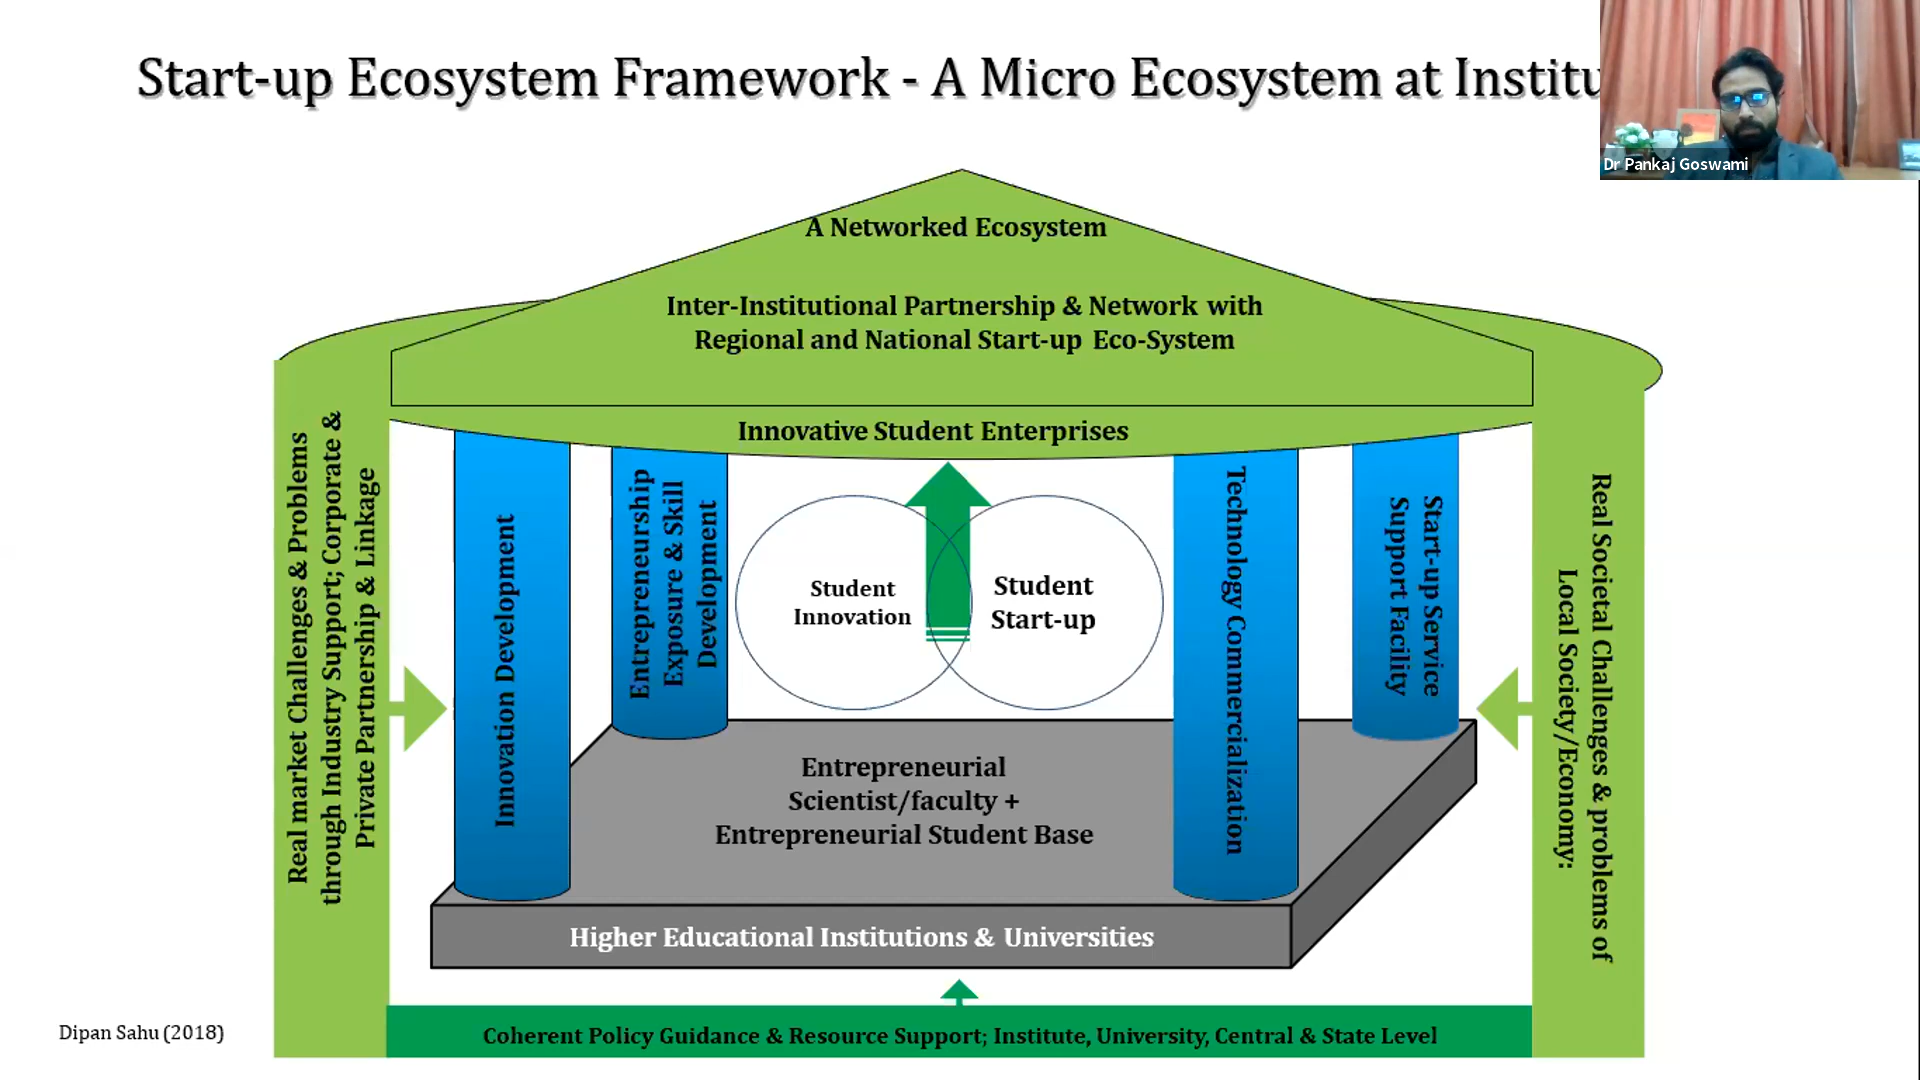 Start-up Ecosystem Framework - A Micro Ecosystem at Institu
Dr Pankaj Goswami
A Networked Ecosystem
Inter-Institutional Partnership & Network with
Regional and National Start-up Eco-System
Innovative Student Enterprises
Real market Challenges & Problems
through Industry Support; Corporate &
Private Partnership & Linkage
Innovation Development
Entrepreneurship
Exposure & Skill
Development
Student
Innovation
Student
Start-up
Technology Commercialization
Start-up Service
Support Facility
Real Societal Challenges & problems of
Local Society/Economy:
Entrepreneurial
Scientist/faculty +
Entrepreneurial Student Base
Higher Educational Institutions & Universities
Coherent Policy Guidance & Resource Support; Institute, University, Central & State Level
Dipan Sahu (2018)